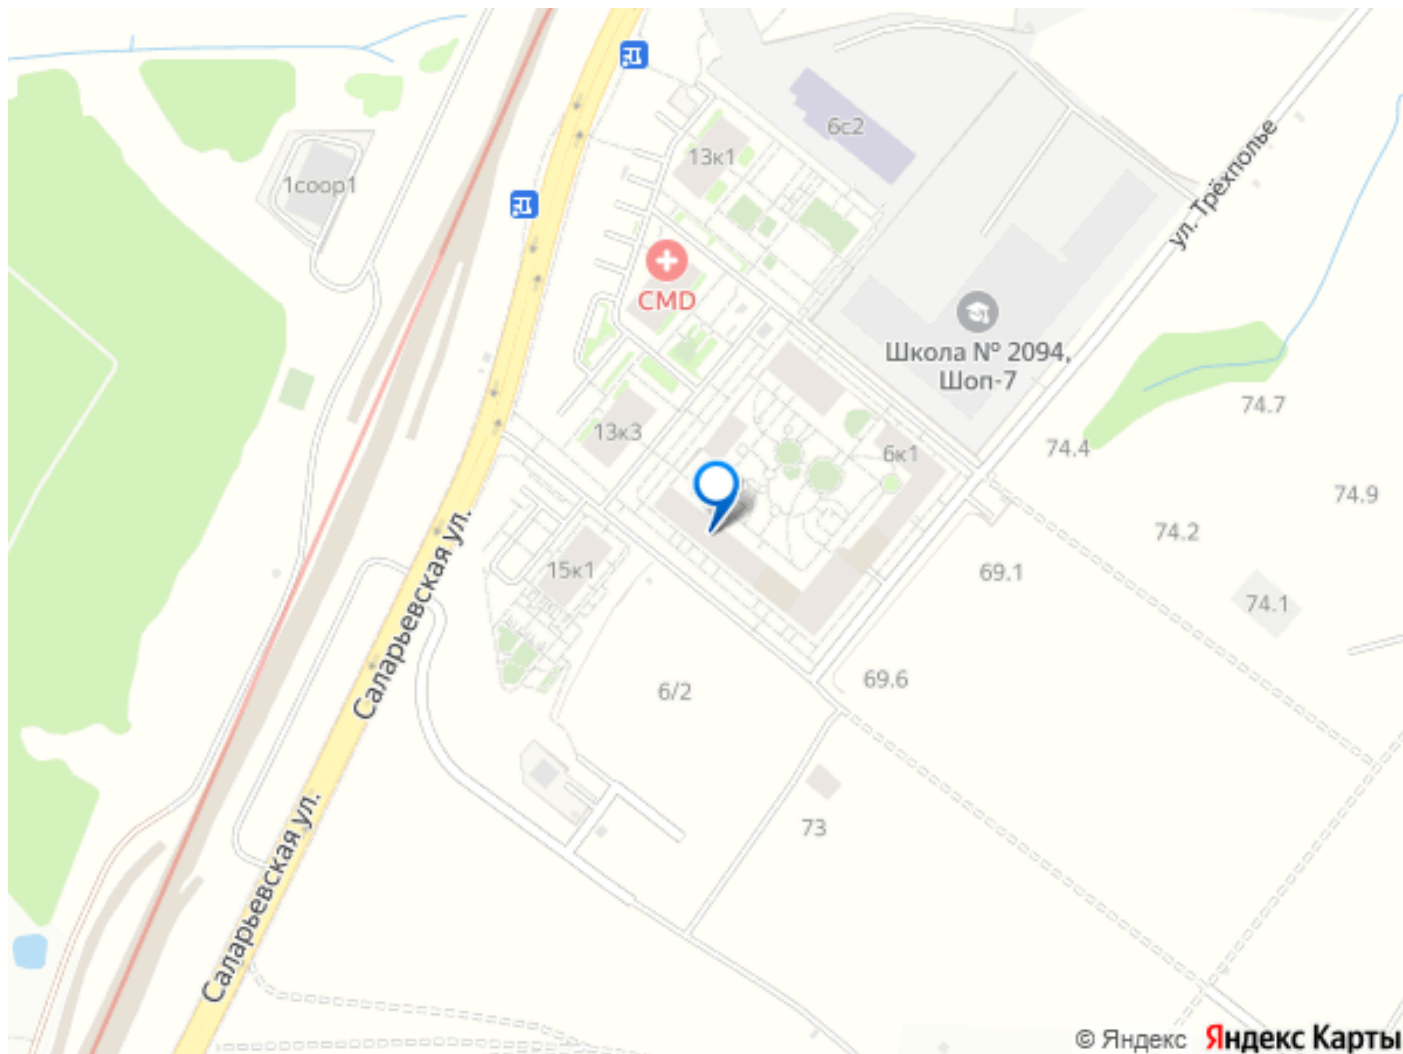 6с2
13к1
1соор1
ул. Трёхполье
CMD
Школа № 2094,
Шоп-7
74.7
13к3
6к1
74.4
74.9
74.2
Саларьевская ул.
15к1
69.1
74.1
69.6
6/2
73
Саларьевская ул.
© Яндекс Яндекс Карты